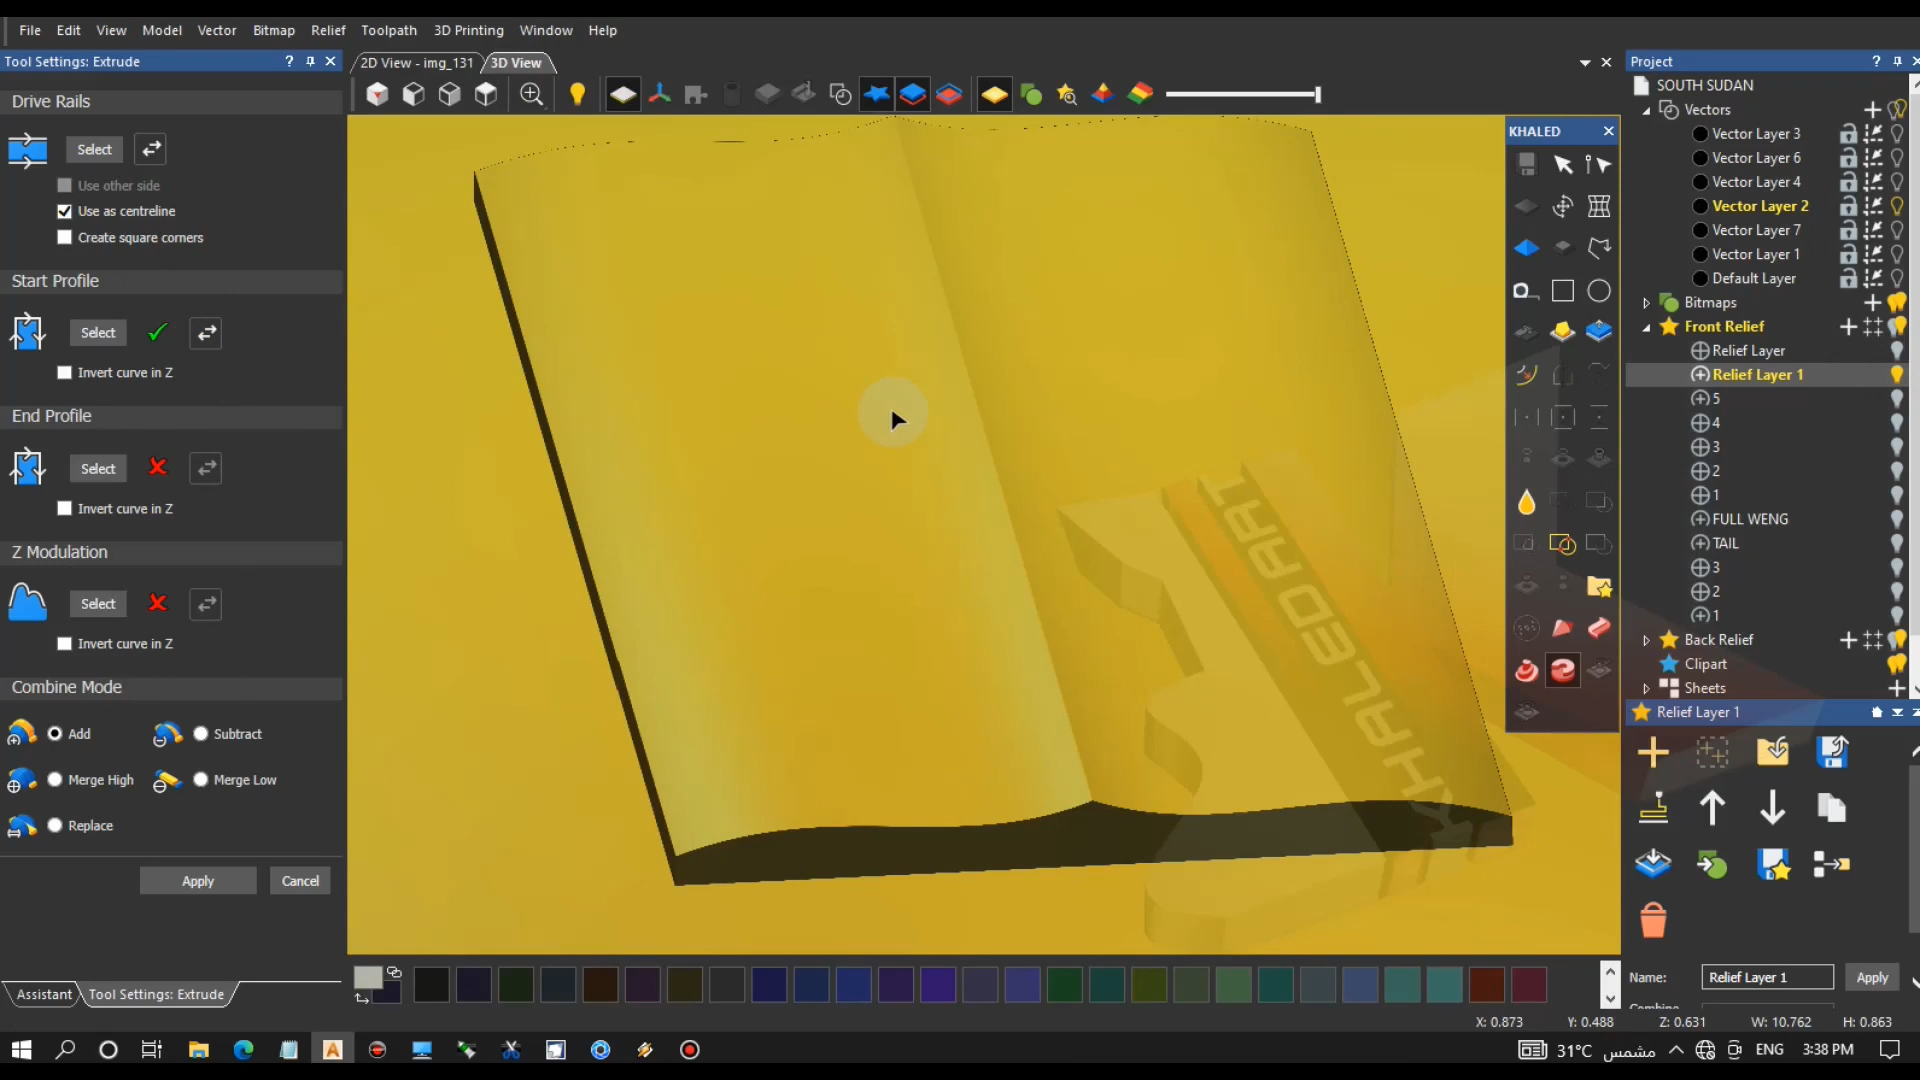 File Edit View Model Vector Bitmap Relief Toolpath 3D Printing Window Help
Tool Settings: Extrude ?
2D View - img_131 3D View
Project ?
Drive Rails
Select
Use other side
Use as centreline
Create square corners
Start Profile
Select
Invert curve in Z
End Profile
Select
Invert curve in Z
Z Modulation
Select
Invert curve in Z
Combine Mode
Add Subtract
Merge High Merge Low
Replace
Apply Cancel
Assistant Tool Settings: Extrude
KHALED
KHALEDART
SOUTH SUDAN
Vectors
Vector Layer 3
Vector Layer 6
Vector Layer 4
Vector Layer 2
Vector Layer 7
Vector Layer 1
Default Layer
Bitmaps
Front Relief
Relief Layer
Relief Layer 1
5
4
3
2
1
FULL WENG
TAIL
3
2
1
Back Relief
Clipart
Sheets
Relief Layer 1
Name: Relief Layer 1 Apply
X: 0.873 Y: 0.488 Z: 0.631 W: 10.762 H: 0.863
31°C مشمس ENG 3:38 PM